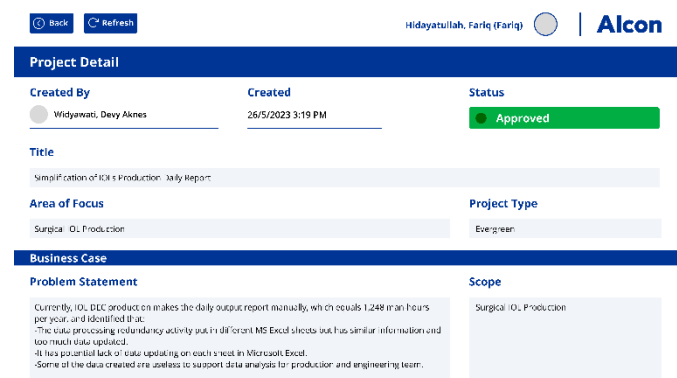 Back Refresh Hidayatullah, Fariq (Fariq) Alcon
Project Detail
Created By Created Status
Widyawati, Devy Aknes 26/5/2023 3:19 PM Approved
Title
Simplification of IOLs Production Daily Report
Area of Focus Project Type
Surgical IOL Production Evergreen
Business Case
Problem Statement Scope
Currently, IOL DEC production makes the daily output report manually, which equals 1,248 man hours Surgical IOL Production
per year, and identified that:
-The data processing redundancy activity put in different MS Excel sheets but has similar information and
too much data updated.
-It has potential lack of data updating on each sheet in Microsoft Excel.
-Some of the data created are useless to support data analysis for production and engineering team.